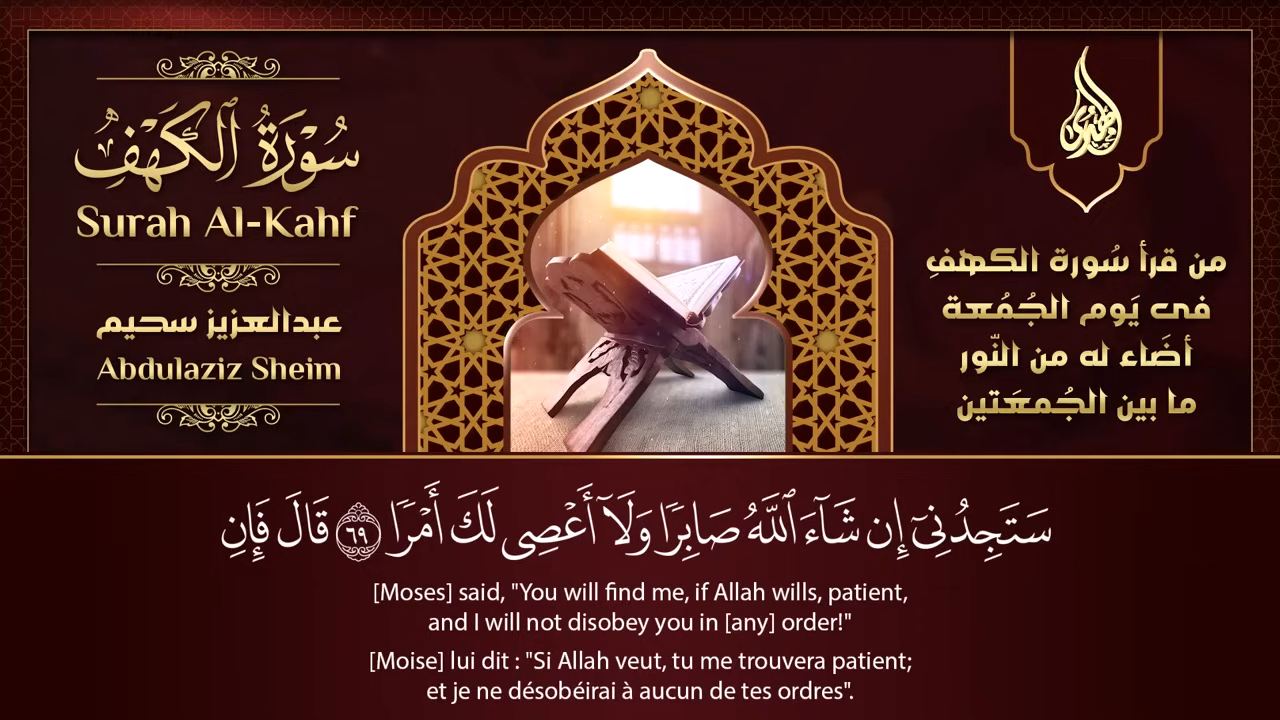 سُورَةُ ٱلْكَهْفِ
Surah Al-Kahf
عبدالعزيز سحيم
Abdulaziz Sheim
من قرأ سُورة الكهفِ
فى يَوم الجُمُعة
أضَاء له من النّور
ما بين الجُمعَتين
سَتَجِدُنِىٓ إِن شَآءَ ٱللَّهُ صَابِرًا وَلَآ أَعْصِى لَكَ أَمْرًا ٦٩ قَالَ فَإِنِ
[Moses] said, "You will find me, if Allah wills, patient,
and I will not disobey you in [any] order!"
[Moise] lui dit : "Si Allah veut, tu me trouvera patient;
et je ne désobéirai à aucun de tes ordres".